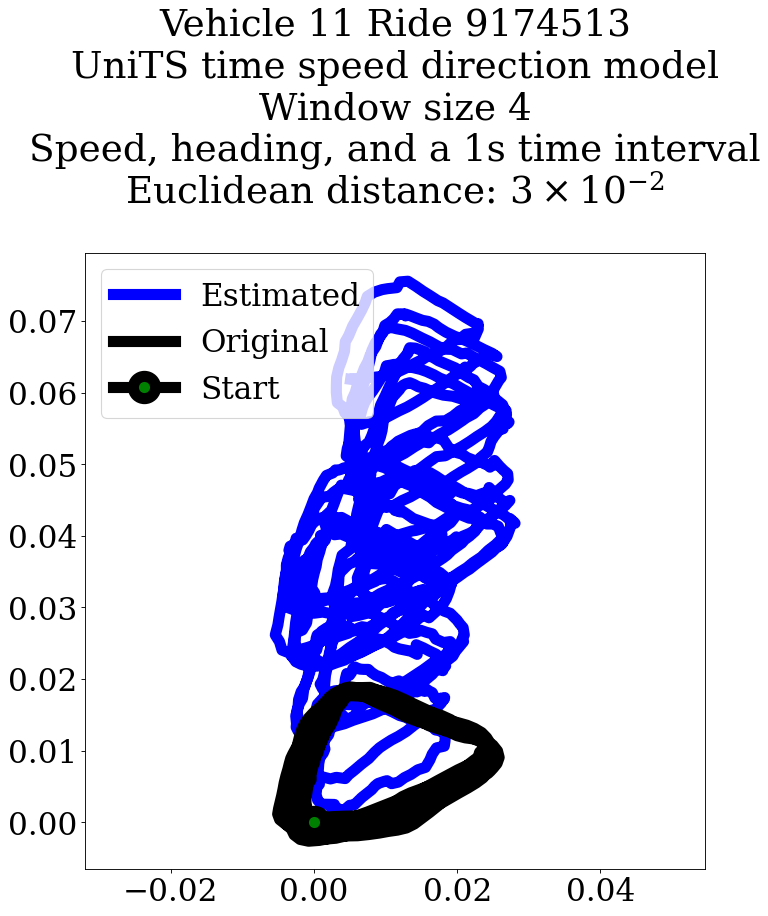 Vehicle 11 Ride 9174513
UniTS time speed direction model
Window size 4
Speed, heading, and a 1s time interval
Euclidean distance: 3 × 10⁻²
Estimated
Original
Start
0.07
0.06
0.05
0.04
0.03
0.02
0.01
0.00
−0.02 0.00 0.02 0.04